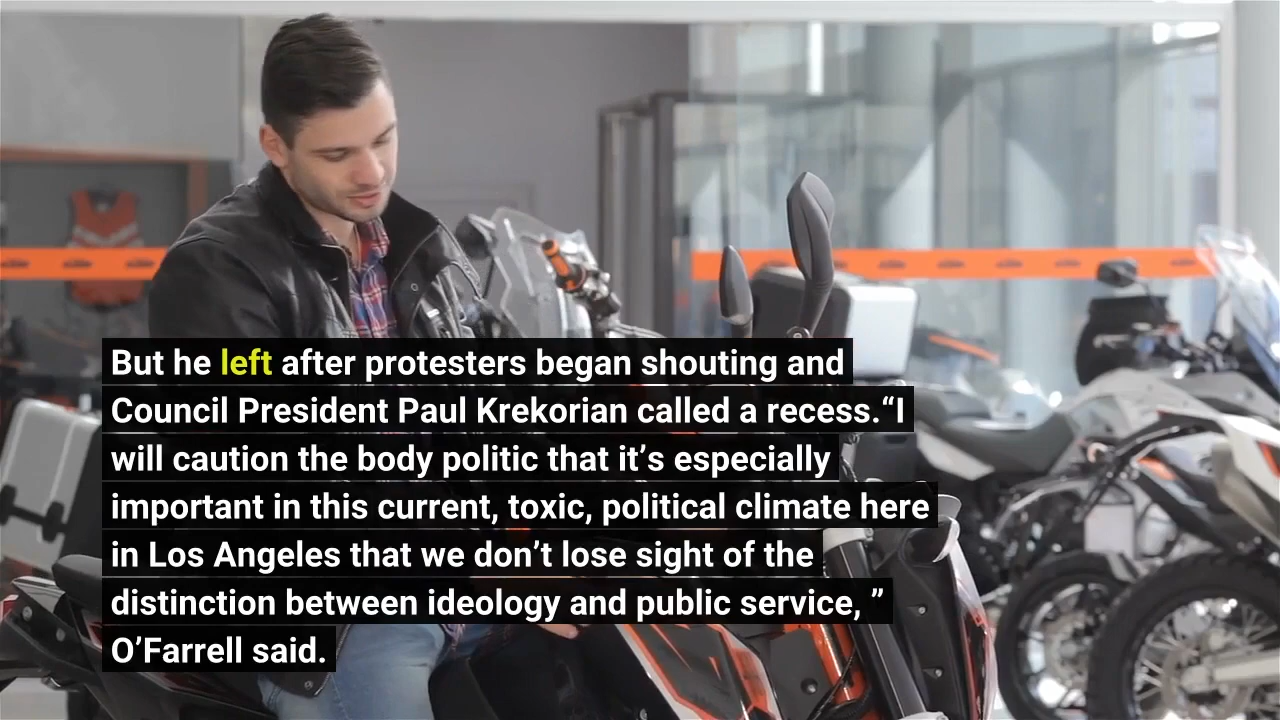 But he left after protesters began shouting and
Council President Paul Krekorian called a recess.“I
will caution the body politic that it’s especially
important in this current, toxic, political climate here
in Los Angeles that we don’t lose sight of the
distinction between ideology and public service, ”
O’Farrell said.